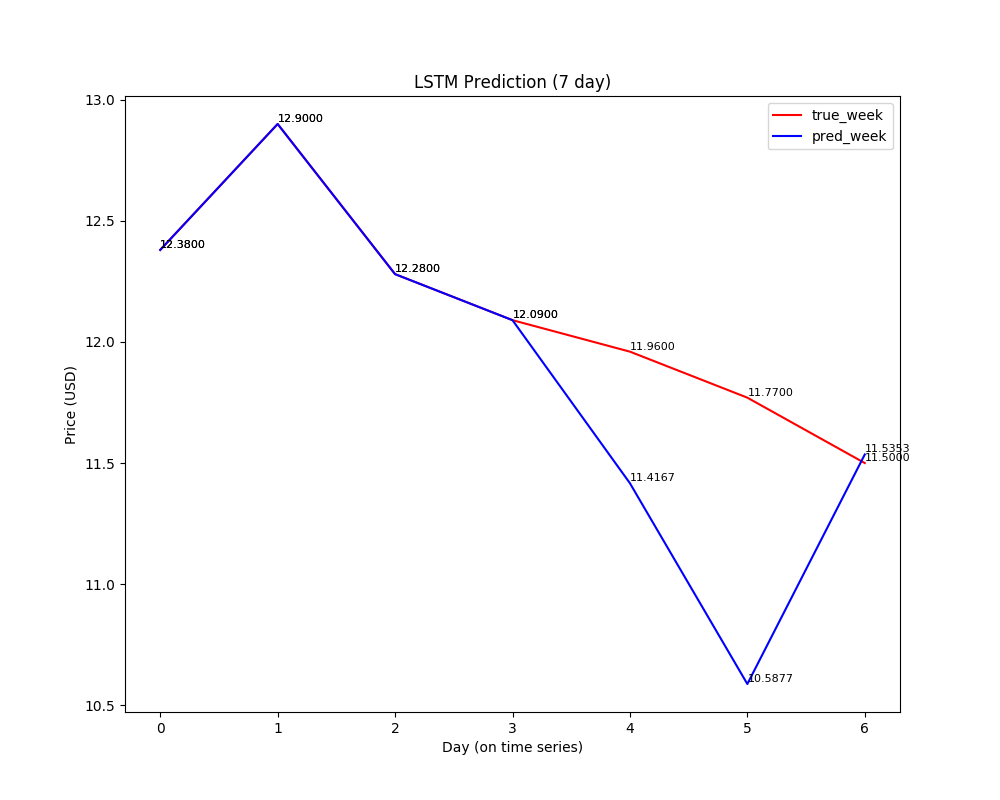 LSTM Prediction (7 day)
true_week
pred_week
Price (USD)
13.0
12.5
12.0
11.5
11.0
10.5
12.3800
12.9000
12.2800
12.0900
11.9600
11.7700
11.5353
11.5000
11.4167
10.5877
0 1 2 3 4 5 6
Day (on time series)